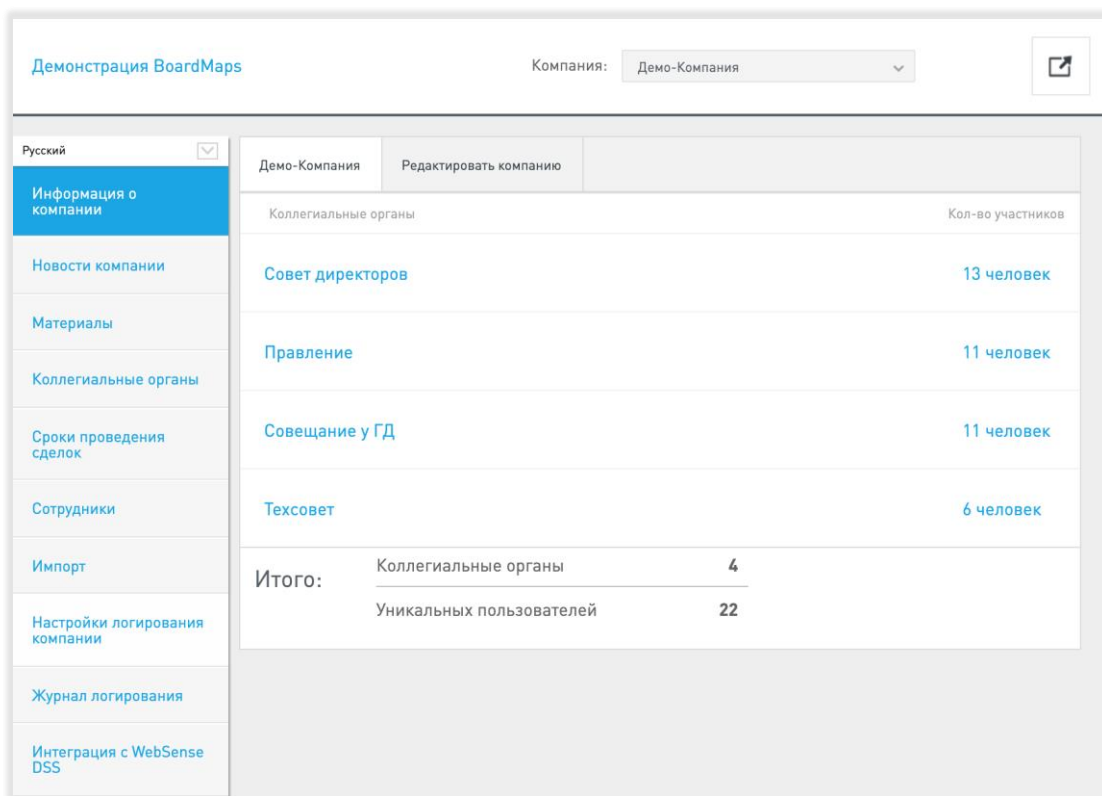 Демонстрация BoardMaps
Компания:
Демо-Компания
Русский
Информация о
компании
Новости компании
Материалы
Коллегиальные органы
Сроки проведения
сделок
Сотрудники
Импорт
Настройки логирования
компании
Журнал логирования
Интеграция с WebSense
DSS
Демо-Компания
Редактировать компанию
Коллегиальные органы
Кол-во участников
Совет директоров
13 человек
Правление
11 человек
Совещание у ГД
11 человек
Техсовет
6 человек
Итого:
Коллегиальные органы
4
Уникальных пользователей
22